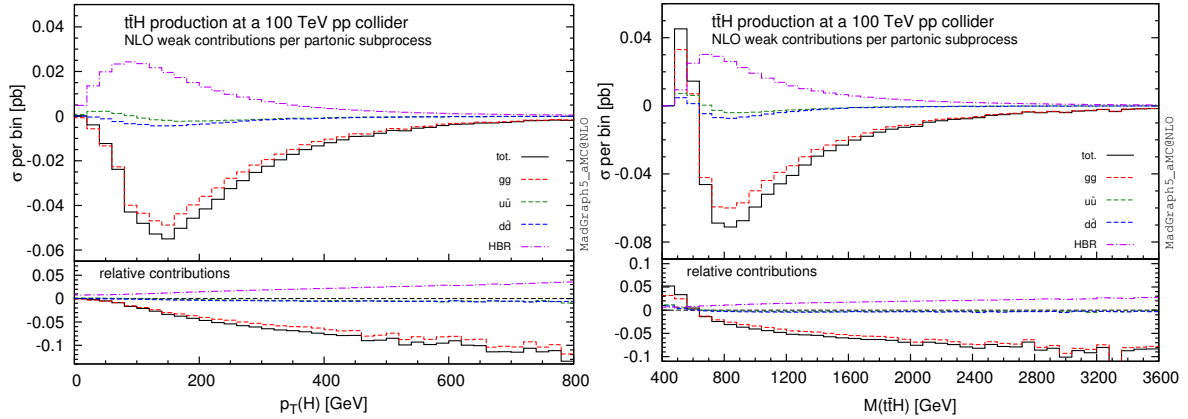 tt̄H production at a 100 TeV pp collider
NLO weak contributions per partonic subprocess
σ per bin [pb]
0.04
0.02
0
-0.02
-0.04
-0.06
tot.
gg
uū
dd̄
HBR
MadGraph5_aMC@NLO
relative contributions
0.05
0
-0.05
-0.1
0
200
400
600
800
p_T(H) [GeV]
tt̄H production at a 100 TeV pp collider
NLO weak contributions per partonic subprocess
σ per bin [pb]
0.04
0
-0.04
-0.08
tot.
gg
uū
dd̄
HBR
MadGraph5_aMC@NLO
relative contributions
0.1
0.05
0
-0.05
-0.1
400
800
1200
1600
2000
2400
2800
3200
3600
M(tt̄H) [GeV]